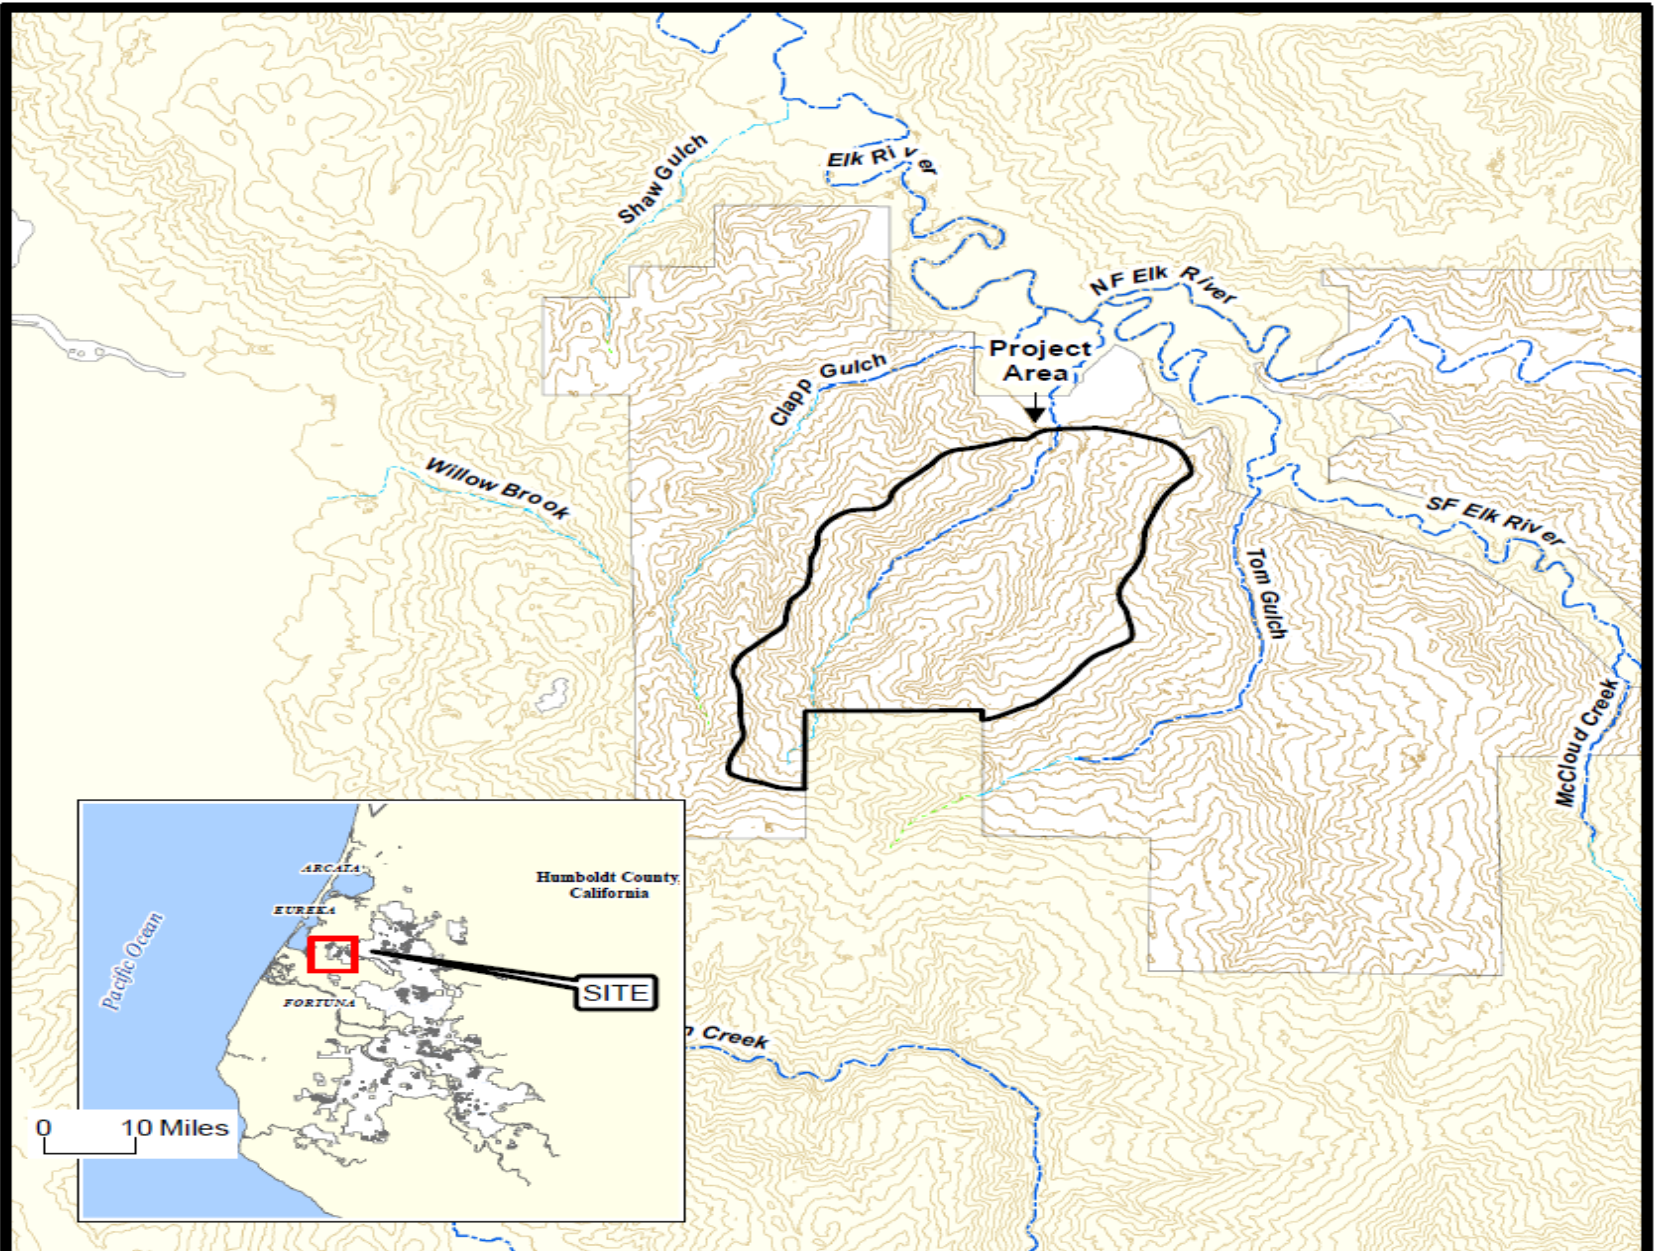 Shaw Gulch
Elk River
NF Elk River
Project
Area
Clapp Gulch
Willow Brook
SF Elk River
Tom Gulch
McCloud Creek
ARCATA
Humboldt County,
California
EUREKA
Pacific Ocean
SITE
FORTUNA
n Creek
0 10 Miles